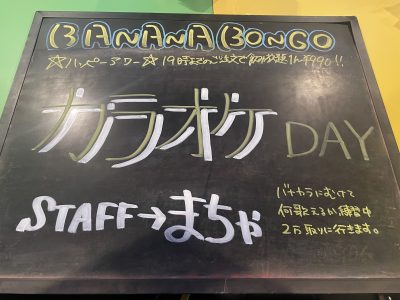 BANANA BONGO
☆ハッピーアワー☆ 19時までのご注文で飲み放題1h¥990!!
カラオケ DAY
STAFF→まちゃ
バナカラにむけて
何歌えるい練習中
2万取りに行きます。